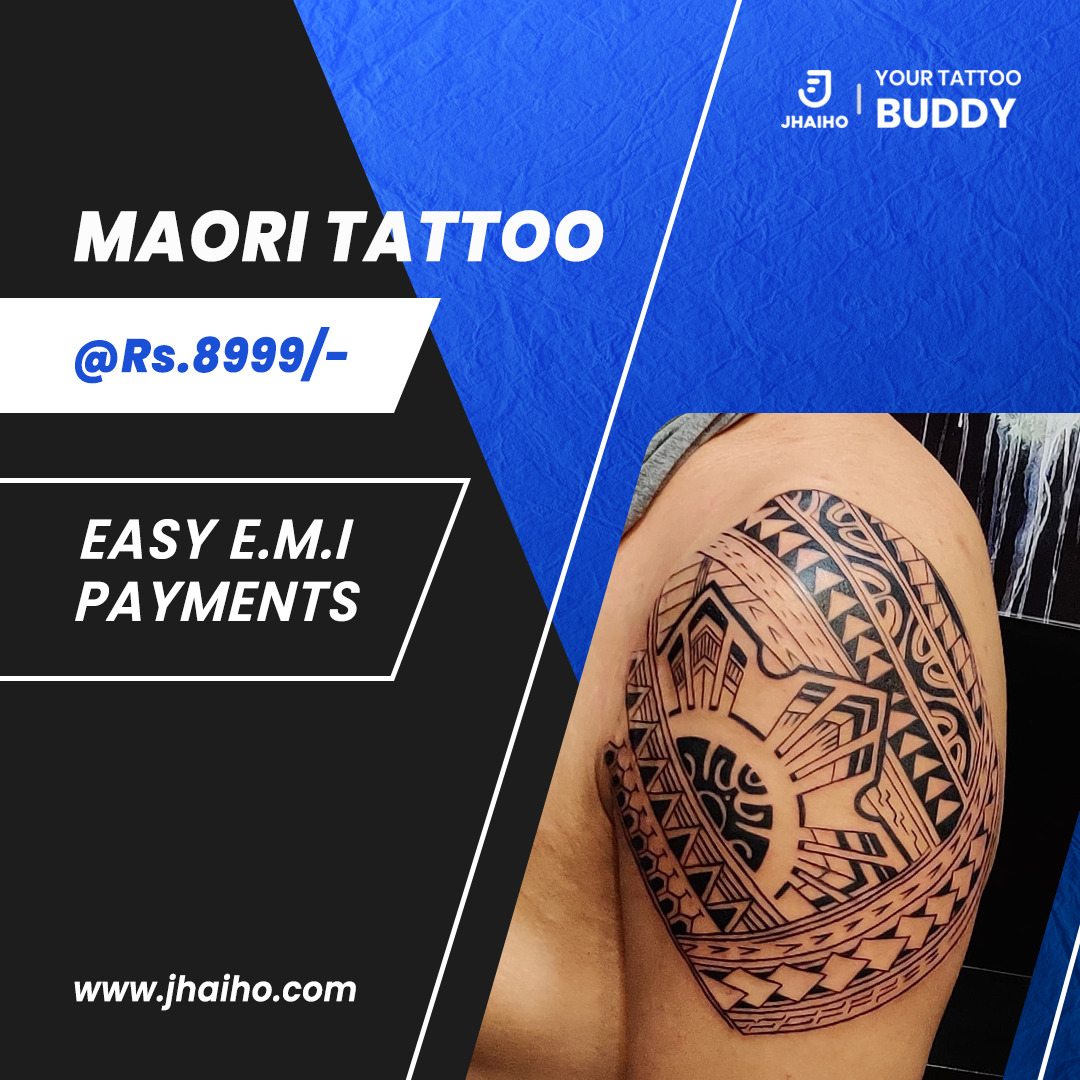 JHAIHO
YOUR TATTOO
BUDDY
MAORI TATTOO
@Rs.8999/-
EASY E.M.I
PAYMENTS
www.jhaiho.com